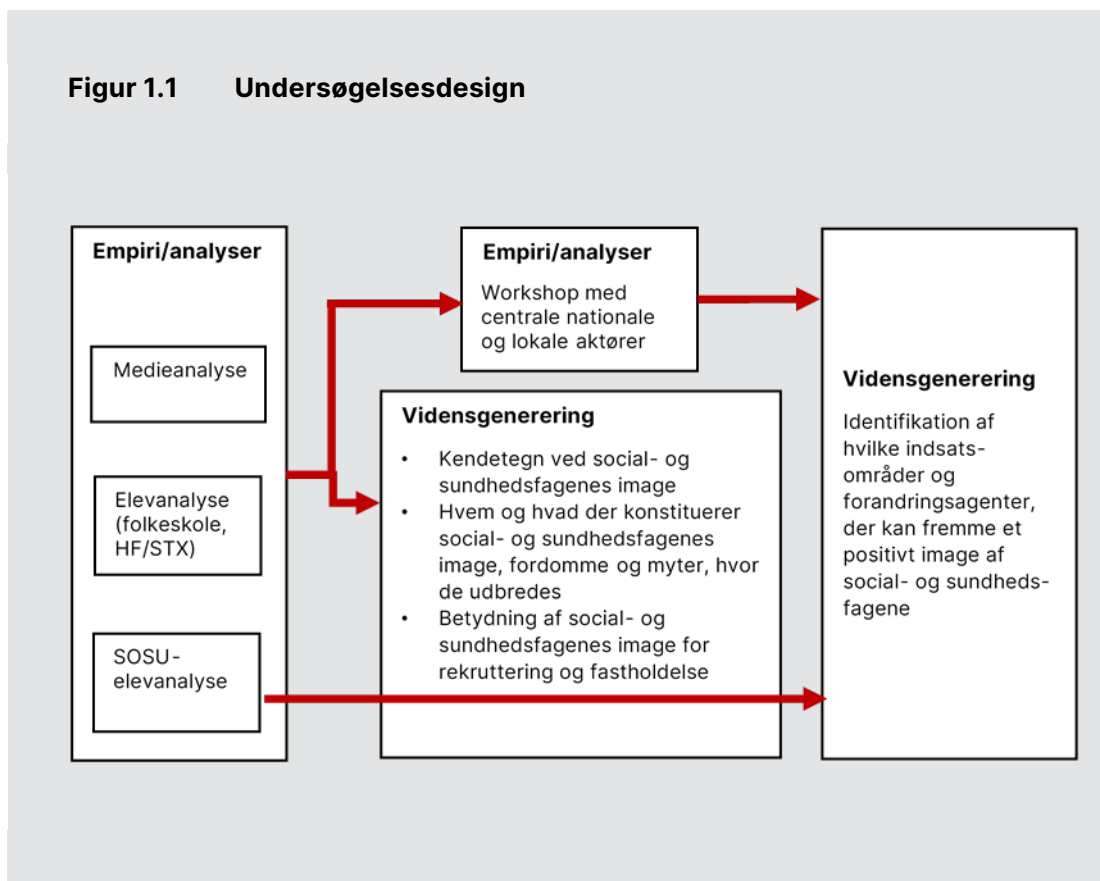 Figur 1.1 Undersøgelsesdesign
Empiri/analyser
Medieanalyse
Elevanalyse
(folkeskole,
HF/STX)
SOSU-
elevanalyse
Empiri/analyser
Workshop med
centrale nationale
og lokale aktører
Vidensgenerering
• Kendetegn ved social- og
sundhedsfagenes image
• Hvem og hvad der konstituerer
social- og sundhedsfagenes
image, fordomme og myter, hvor
de udbredes
• Betydning af social- og
sundhedsfagenes image for
rekruttering og fastholdelse
Vidensgenerering
Identifikation af
hvilke indsats-
områder og
forandringsagenter,
der kan fremme et
positivt image af
social- og sundheds-
fagene